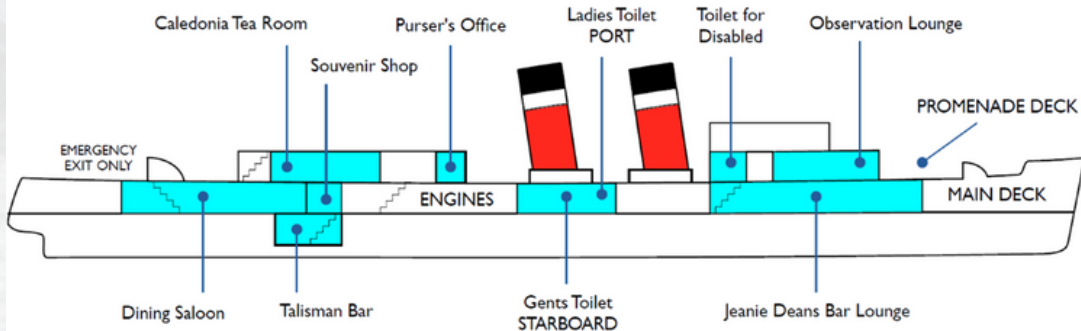 Caledonia Tea Room
Souvenir Shop
Purser's Office
Ladies Toilet
PORT
Toilet for
Disabled
Observation Lounge
PROMENADE DECK
EMERGENCY
EXIT ONLY
ENGINES
MAIN DECK
Dining Saloon
Talisman Bar
Gents Toilet
STARBOARD
Jeanie Deans Bar Lounge